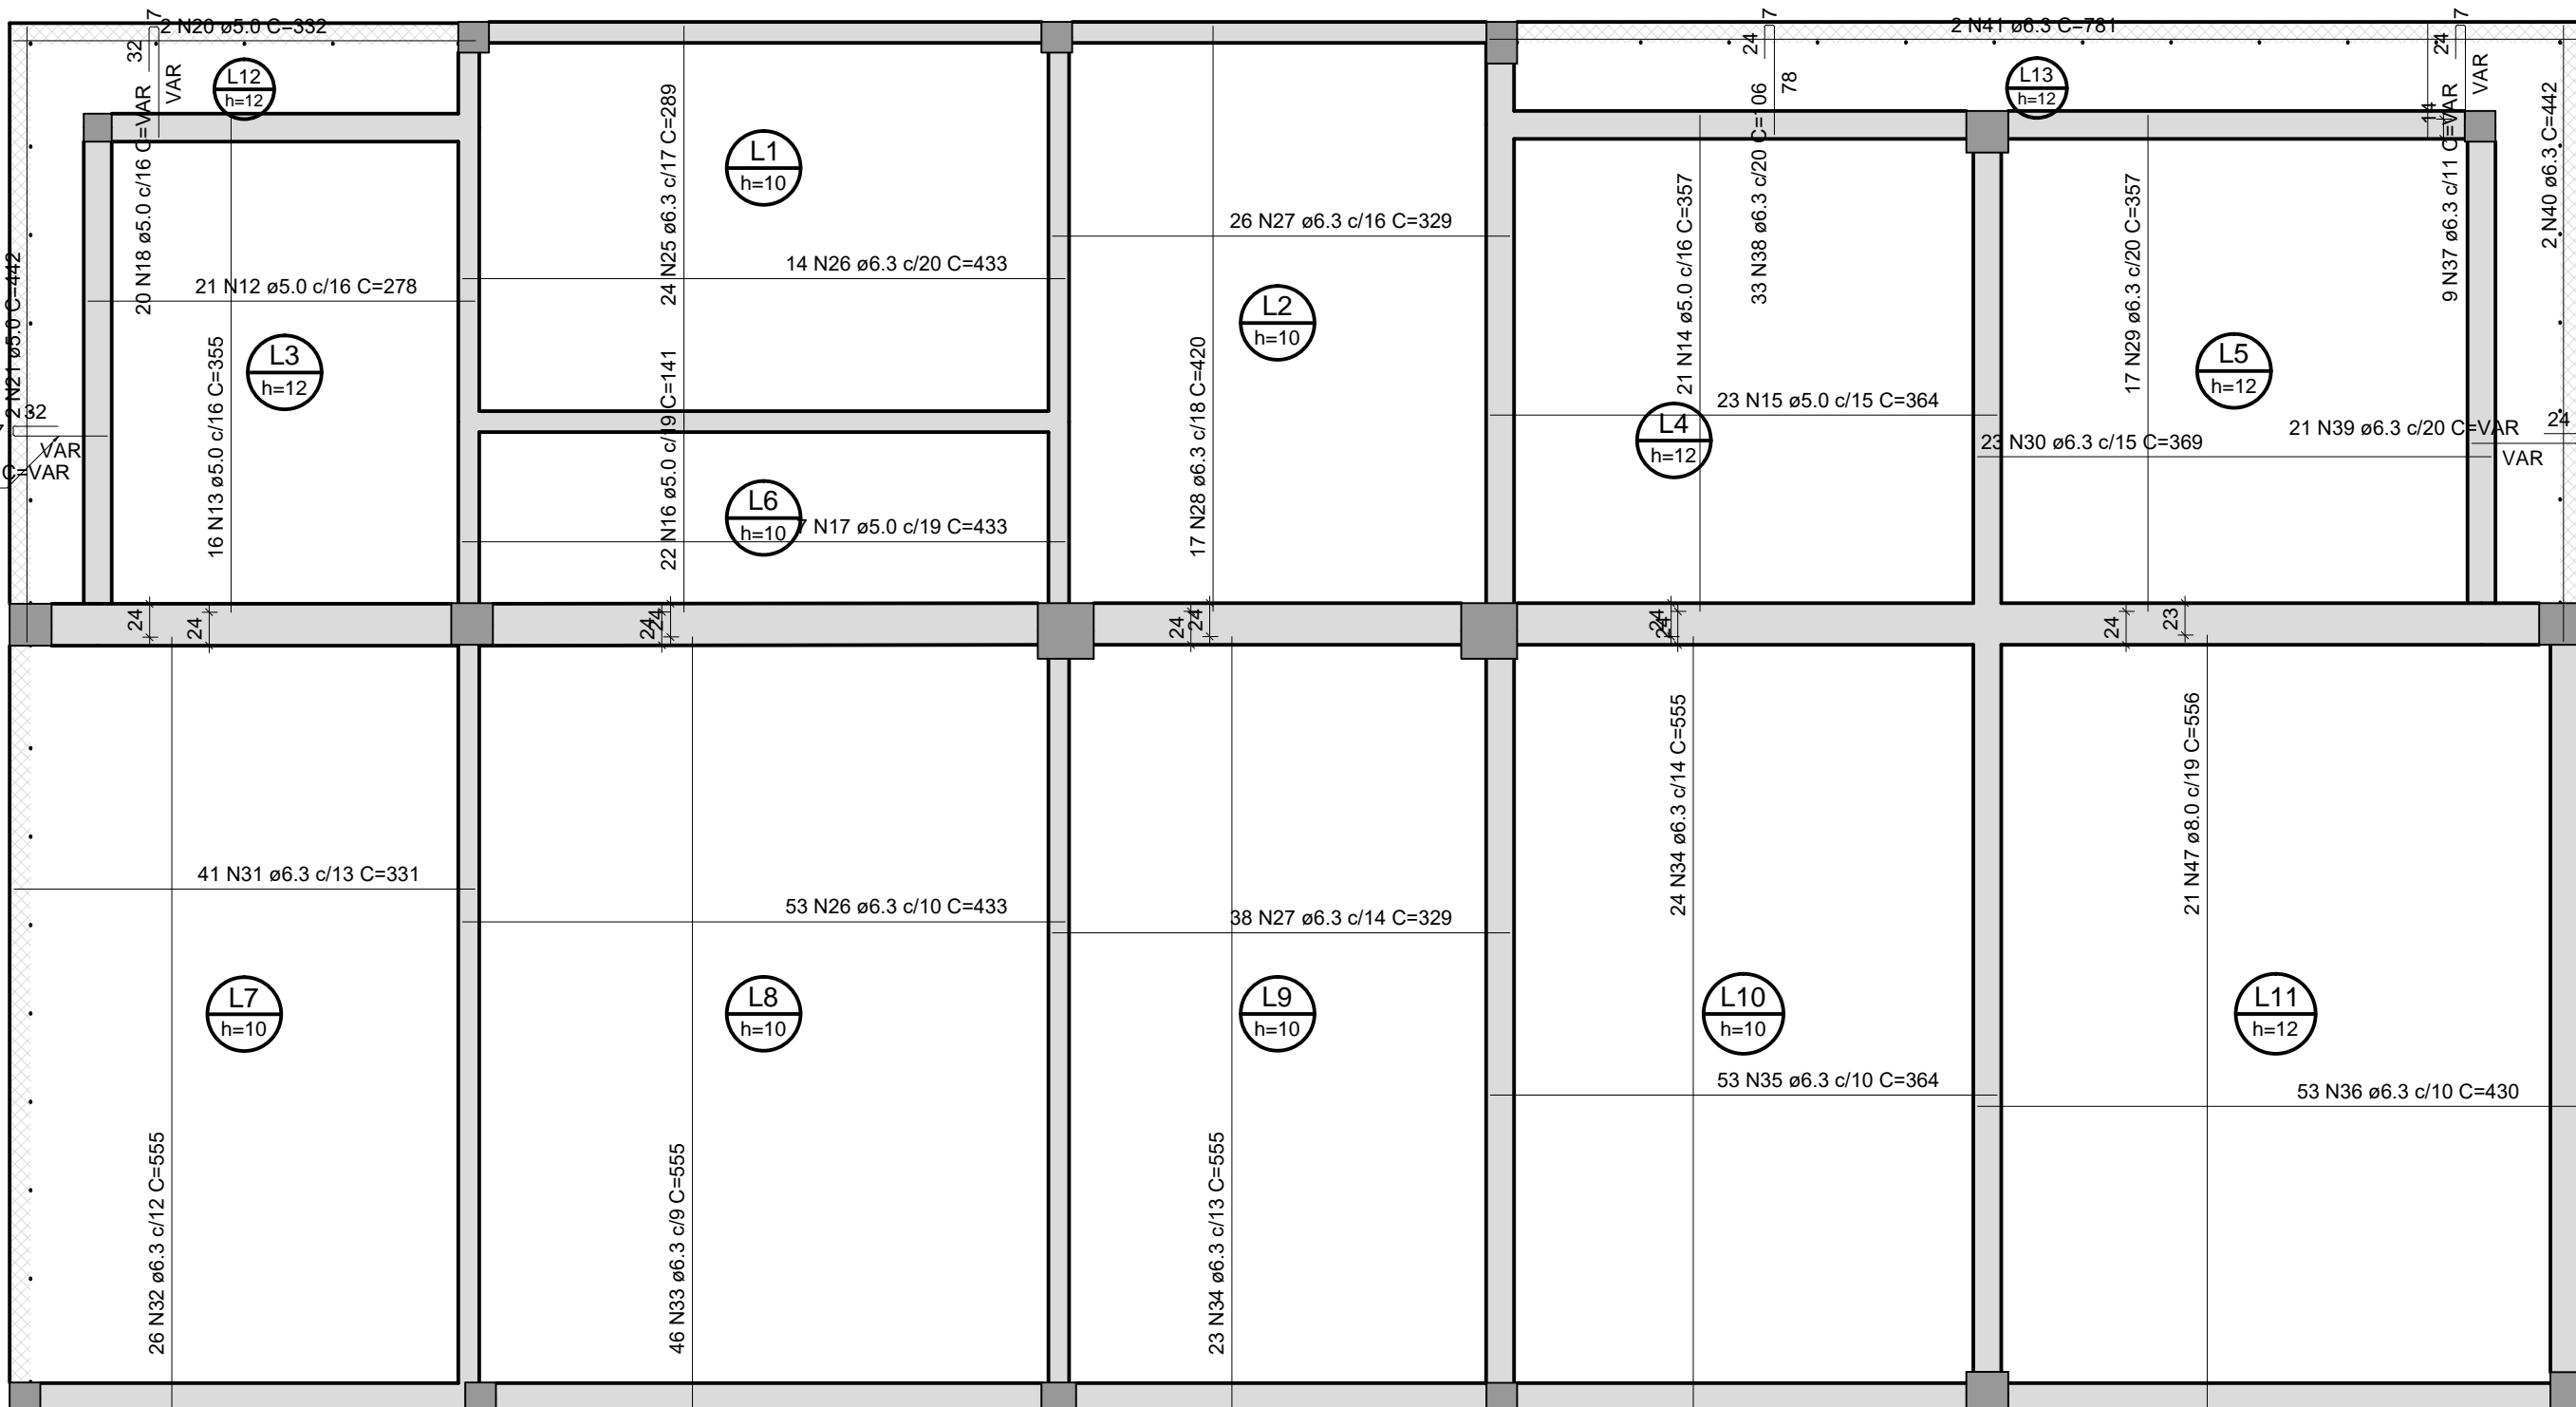 2 N20 ø5.0 C=332
7
32
VAR
L12
h=12
20 N18 ø5.0 c/16 C=VAR
2 N21 ø5.0 C=442
32
VAR
C=VAR
21 N12 ø5.0 c/16 C=278
16 N13 ø5.0 c/16 C=355
L3
h=12
24 N25 ø6.3 c/17 C=289
L1
h=10
14 N26 ø6.3 c/20 C=433
22 N16 ø5.0 c/19 C=141
L6
h=10
7 N17 ø5.0 c/19 C=433
26 N27 ø6.3 c/16 C=329
L2
h=10
17 N28 ø6.3 c/18 C=420
2 N41 ø6.3 C=781
7
24
78
33 N38 ø6.3 c/20 C=106
L13
h=12
7
24
VAR
14
9 N37 ø6.3 c/11 C=VAR
2 N40 ø6.3 C=442
21 N14 ø5.0 c/16 C=357
23 N15 ø5.0 c/15 C=364
L4
h=12
17 N29 ø6.3 c/20 C=357
L5
h=12
23 N30 ø6.3 c/15 C=369
21 N39 ø6.3 c/20 C=VAR
24
VAR
24
24
24
24
24
24
24
24
24
23
41 N31 ø6.3 c/13 C=331
L7
h=10
26 N32 ø6.3 c/12 C=555
53 N26 ø6.3 c/10 C=433
L8
h=10
46 N33 ø6.3 c/9 C=555
38 N27 ø6.3 c/14 C=329
L9
h=10
23 N34 ø6.3 c/13 C=555
24 N34 ø6.3 c/14 C=555
L10
h=10
53 N35 ø6.3 c/10 C=364
21 N47 ø8.0 c/19 C=556
L11
h=12
53 N36 ø6.3 c/10 C=430